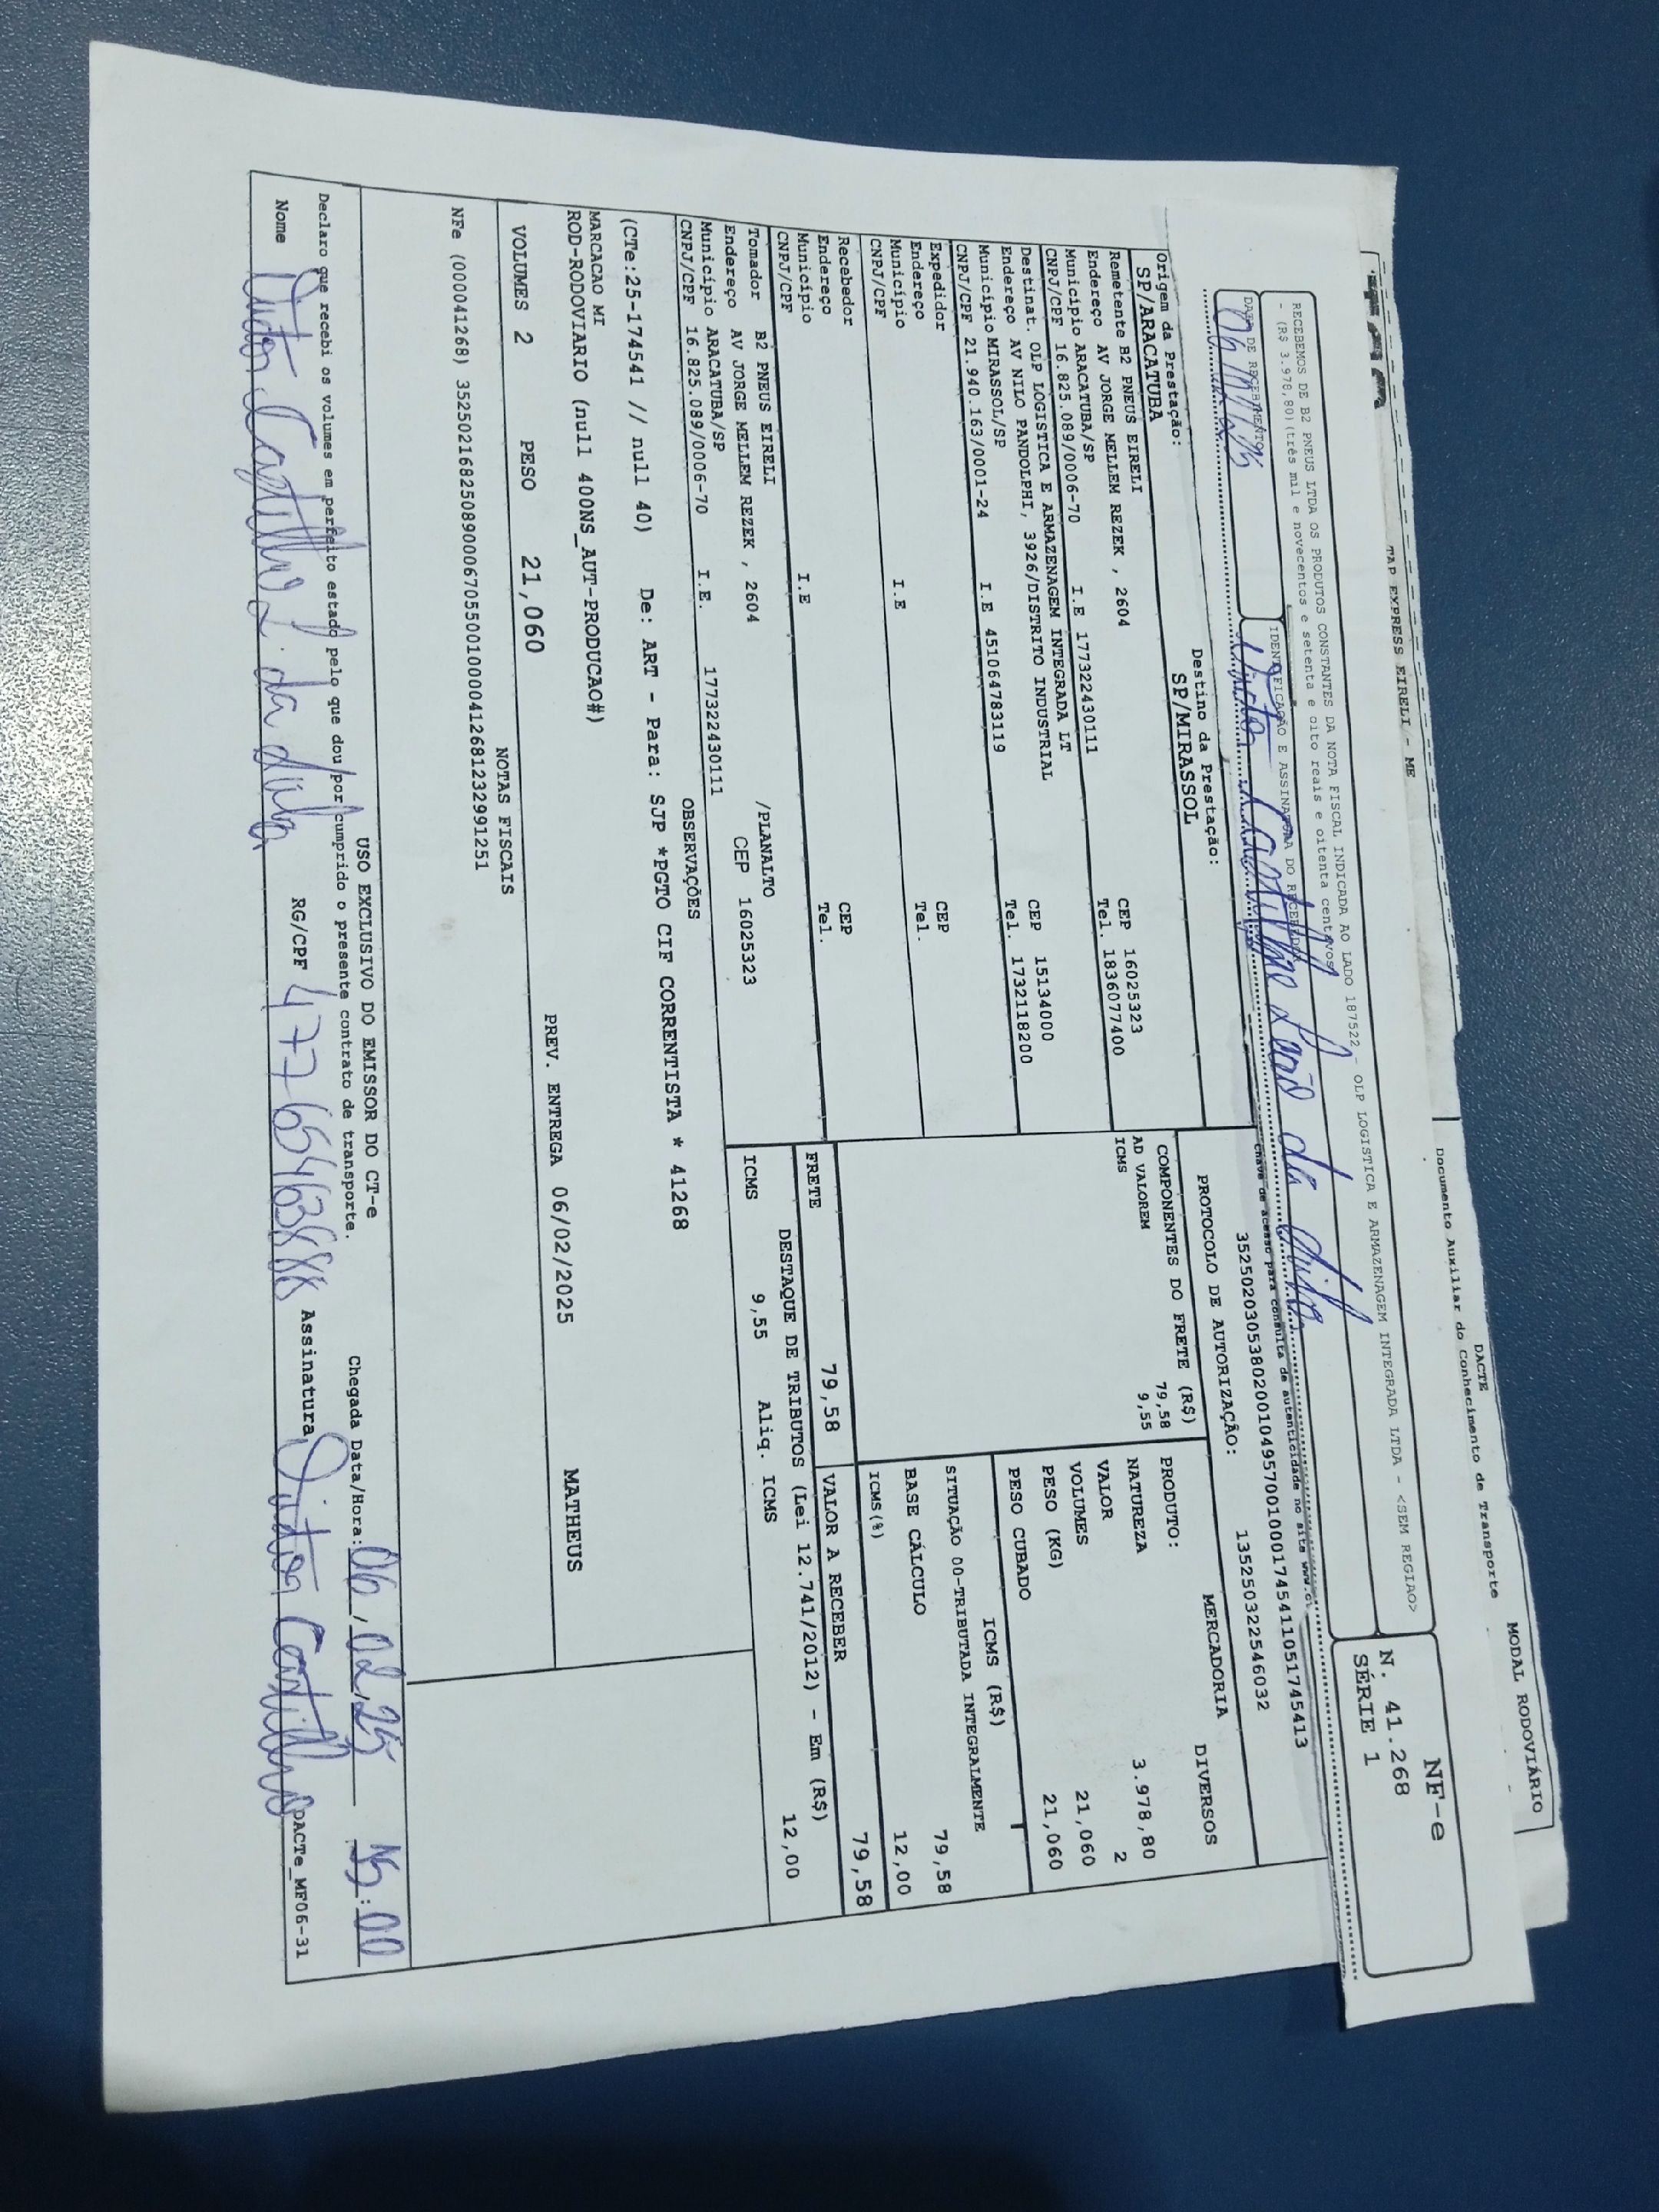 TAP EXPRESS EIRELI - ME
DACTE
Documento Auxiliar do Conhecimento de Transporte
MODAL RODOVIÁRIO
RECEBEMOS DE B2 PNEUS LTDA OS PRODUTOS CONSTANTES DA NOTA FISCAL INDICADA AO LADO 187522 - OLP LOGISTICA E ARMAZENAGEM INTEGRADA LTDA - <SEM REGIAO>
- (R$ 3.978,80)(três mil e novecentos e setenta e oito reais e oitenta centavos)
NF-e
N. 41.268
SÉRIE 1
DATA DE RECEBIMENTO
IDENTIFICAÇÃO E ASSINATURA DO RECEBEDOR
Chave de acesso para consulta de autenticidade no site www.c
35250203053802001049570010001745411051745413
PROTOCOLO DE AUTORIZAÇÃO:
135250322546032
Origem da Prestação:
SP/ARACATUBA
Destino da Prestação:
SP/MIRASSOL
Remetente B2 PNEUS EIRELI
Endereço AV JORGE MELLEM REZEK , 2604
CEP 16025323
Município ARACATUBA/SP
Tel. 1836077400
CNPJ/CPF 16.825.089/0006-70 I.E 177322430111
Destinat. OLP LOGISTICA E ARMAZENAGEM INTEGRADA LT
Endereço AV NILO PANDOLPHI, 3926/DISTRITO INDUSTRIAL
CEP 15134000
Município MIRASSOL/SP
Tel. 1732118200
CNPJ/CPF 21.940.163/0001-24 I.E 451064783119
Expedidor
Endereço CEP
Município Tel.
CNPJ/CPF I.E
Recebedor
Endereço CEP
Município Tel.
CNPJ/CPF I.E
Tomador B2 PNEUS EIRELI
Endereço AV JORGE MELLEM REZEK , 2604 /PLANALTO
Município ARACATUBA/SP CEP 16025323
CNPJ/CPF 16.825.089/0006-70 I.E. 177322430111
COMPONENTES DO FRETE (R$)
AD VALOREM 79,58
ICMS 9,55
MERCADORIA
PRODUTO: DIVERSOS
NATUREZA
VALOR 3.978,80
VOLUMES 2
PESO (KG) 21,060
PESO CUBADO 21,060
ICMS (R$)
SITUAÇÃO 00-TRIBUTADA INTEGRALMENTE
BASE CÁLCULO 79,58
ICMS(%) 12,00
FRETE 79,58
VALOR A RECEBER 79,58
DESTAQUE DE TRIBUTOS (Lei 12.741/2012) - Em (R$)
ICMS 9,55 Aliq. ICMS 12,00
OBSERVAÇÕES
(CTe:25-174541 // null 40) De: ART - Para: SJP *PGTO CIF CORRENTISTA * 41268
MARCACAO MI
ROD-RODOVIARIO (null 400NS_AUT-PRODUCAO#)
VOLUMES 2 PESO 21,060 PREV. ENTREGA 06/02/2025 MATHEUS
NOTAS FISCAIS
NFe (000041268) 35250216825089000670550010000412681232991251
USO EXCLUSIVO DO EMISSOR DO CT-e
Declaro que recebi os volumes em perfeito estado pelo que dou por cumprido o presente contrato de transporte.
Chegada Data/Hora: 06/02/25 15:00
Nome RG/CPF Assinatura
DACTe_MF06-31